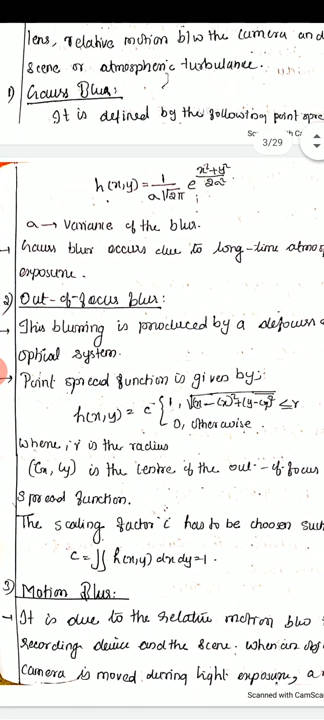 lens, relative motion b/w the camera and
scene or atmospheric turbulance.
1) Gauss Blur:
It is defined by the following point spre
3/29
h(x,y) = 1/a√2π e x²+y²/2a²
a → Variance of the blur.
→ Gauss blur occurs due to long-time atmos
exposure.
2) Out-of-Focus blur:
→ This blurring is produced by a defocused
optical system.
→ Point spread function is given by;
h(x,y) = c { 1, √(x-Cx)²+(y-Cy)² ≤ r
0, otherwise.
Where, r is the radius
(Cx, Cy) is the centre of the out-of-focus
Spread function.
The scaling factor 'c' has to be chosen such
C = ∬ h(x,y) dx dy = 1.
3) Motion Blur:
→ It is due to the relative motion b/w
recording device and the scene. When an obj
camera is moved during light exposure, a
Scanned with CamScan